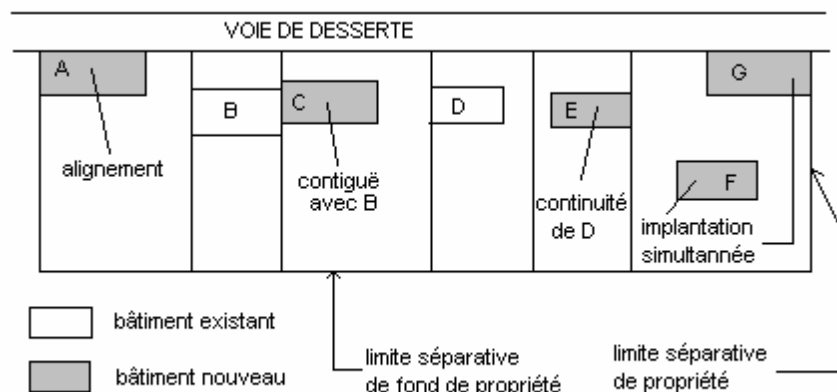 VOIE DE DESSERTE
A
B
C
D
E
F
G
alignement
contiguë
avec B
continuité
de D
implantation
simultannée
bâtiment existant
bâtiment nouveau
limite séparative
de fond de propriété
limite séparative
de propriété